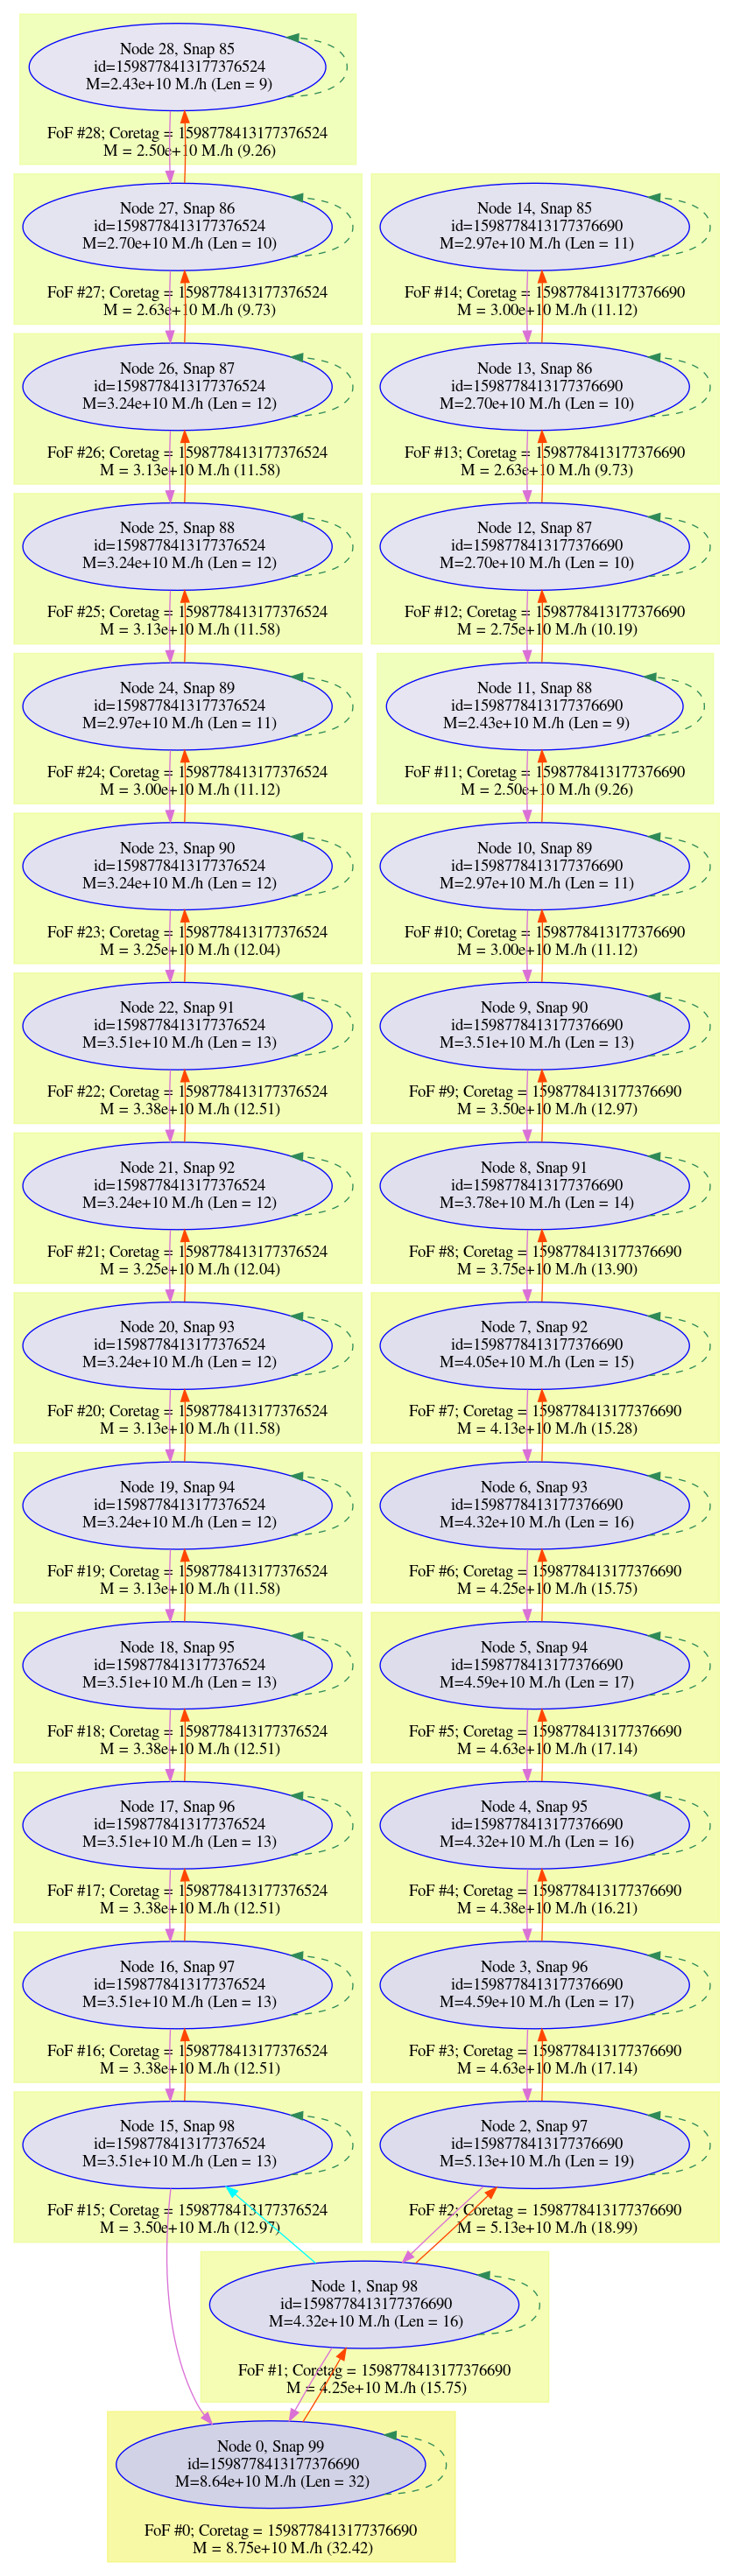 Node 28, Snap 85
id=1598778413177376524
M=2.43e+10 M./h (Len = 9)
FoF #28; Coretag = 1598778413177376524
M = 2.50e+10 M./h (9.26)
Node 27, Snap 86
id=1598778413177376524
M=2.70e+10 M./h (Len = 10)
FoF #27; Coretag = 1598778413177376524
M = 2.63e+10 M./h (9.73)
Node 14, Snap 85
id=1598778413177376690
M=2.97e+10 M./h (Len = 11)
FoF #14; Coretag = 1598778413177376690
M = 3.00e+10 M./h (11.12)
Node 26, Snap 87
id=1598778413177376524
M=3.24e+10 M./h (Len = 12)
FoF #26; Coretag = 1598778413177376524
M = 3.13e+10 M./h (11.58)
Node 13, Snap 86
id=1598778413177376690
M=2.70e+10 M./h (Len = 10)
FoF #13; Coretag = 1598778413177376690
M = 2.63e+10 M./h (9.73)
Node 25, Snap 88
id=1598778413177376524
M=3.24e+10 M./h (Len = 12)
FoF #25; Coretag = 1598778413177376524
M = 3.13e+10 M./h (11.58)
Node 12, Snap 87
id=1598778413177376690
M=2.70e+10 M./h (Len = 10)
FoF #12; Coretag = 1598778413177376690
M = 2.75e+10 M./h (10.19)
Node 24, Snap 89
id=1598778413177376524
M=2.97e+10 M./h (Len = 11)
FoF #24; Coretag = 1598778413177376524
M = 3.00e+10 M./h (11.12)
Node 11, Snap 88
id=1598778413177376690
M=2.43e+10 M./h (Len = 9)
FoF #11; Coretag = 1598778413177376690
M = 2.50e+10 M./h (9.26)
Node 23, Snap 90
id=1598778413177376524
M=3.24e+10 M./h (Len = 12)
FoF #23; Coretag = 1598778413177376524
M = 3.25e+10 M./h (12.04)
Node 10, Snap 89
id=1598778413177376690
M=2.97e+10 M./h (Len = 11)
FoF #10; Coretag = 1598778413177376690
M = 3.00e+10 M./h (11.12)
Node 22, Snap 91
id=1598778413177376524
M=3.51e+10 M./h (Len = 13)
FoF #22; Coretag = 1598778413177376524
M = 3.38e+10 M./h (12.51)
Node 9, Snap 90
id=1598778413177376690
M=3.51e+10 M./h (Len = 13)
FoF #9; Coretag = 1598778413177376690
M = 3.50e+10 M./h (12.97)
Node 21, Snap 92
id=1598778413177376524
M=3.24e+10 M./h (Len = 12)
FoF #21; Coretag = 1598778413177376524
M = 3.25e+10 M./h (12.04)
Node 8, Snap 91
id=1598778413177376690
M=3.78e+10 M./h (Len = 14)
FoF #8; Coretag = 1598778413177376690
M = 3.75e+10 M./h (13.90)
Node 20, Snap 93
id=1598778413177376524
M=3.24e+10 M./h (Len = 12)
FoF #20; Coretag = 1598778413177376524
M = 3.13e+10 M./h (11.58)
Node 7, Snap 92
id=1598778413177376690
M=4.05e+10 M./h (Len = 15)
FoF #7; Coretag = 1598778413177376690
M = 4.13e+10 M./h (15.28)
Node 19, Snap 94
id=1598778413177376524
M=3.24e+10 M./h (Len = 12)
FoF #19; Coretag = 1598778413177376524
M = 3.13e+10 M./h (11.58)
Node 6, Snap 93
id=1598778413177376690
M=4.32e+10 M./h (Len = 16)
FoF #6; Coretag = 1598778413177376690
M = 4.25e+10 M./h (15.75)
Node 18, Snap 95
id=1598778413177376524
M=3.51e+10 M./h (Len = 13)
FoF #18; Coretag = 1598778413177376524
M = 3.38e+10 M./h (12.51)
Node 5, Snap 94
id=1598778413177376690
M=4.59e+10 M./h (Len = 17)
FoF #5; Coretag = 1598778413177376690
M = 4.63e+10 M./h (17.14)
Node 17, Snap 96
id=1598778413177376524
M=3.51e+10 M./h (Len = 13)
FoF #17; Coretag = 1598778413177376524
M = 3.38e+10 M./h (12.51)
Node 4, Snap 95
id=1598778413177376690
M=4.32e+10 M./h (Len = 16)
FoF #4; Coretag = 1598778413177376690
M = 4.38e+10 M./h (16.21)
Node 16, Snap 97
id=1598778413177376524
M=3.51e+10 M./h (Len = 13)
FoF #16; Coretag = 1598778413177376524
M = 3.38e+10 M./h (12.51)
Node 3, Snap 96
id=1598778413177376690
M=4.59e+10 M./h (Len = 17)
FoF #3; Coretag = 1598778413177376690
M = 4.63e+10 M./h (17.14)
Node 15, Snap 98
id=1598778413177376524
M=3.51e+10 M./h (Len = 13)
FoF #15; Coretag = 1598778413177376524
M = 3.50e+10 M./h (12.97)
Node 2, Snap 97
id=1598778413177376690
M=5.13e+10 M./h (Len = 19)
FoF #2; Coretag = 1598778413177376690
M = 5.13e+10 M./h (18.99)
Node 1, Snap 98
id=1598778413177376690
M=4.32e+10 M./h (Len = 16)
FoF #1; Coretag = 1598778413177376690
M = 4.25e+10 M./h (15.75)
Node 0, Snap 99
id=1598778413177376690
M=8.64e+10 M./h (Len = 32)
FoF #0; Coretag = 1598778413177376690
M = 8.75e+10 M./h (32.42)